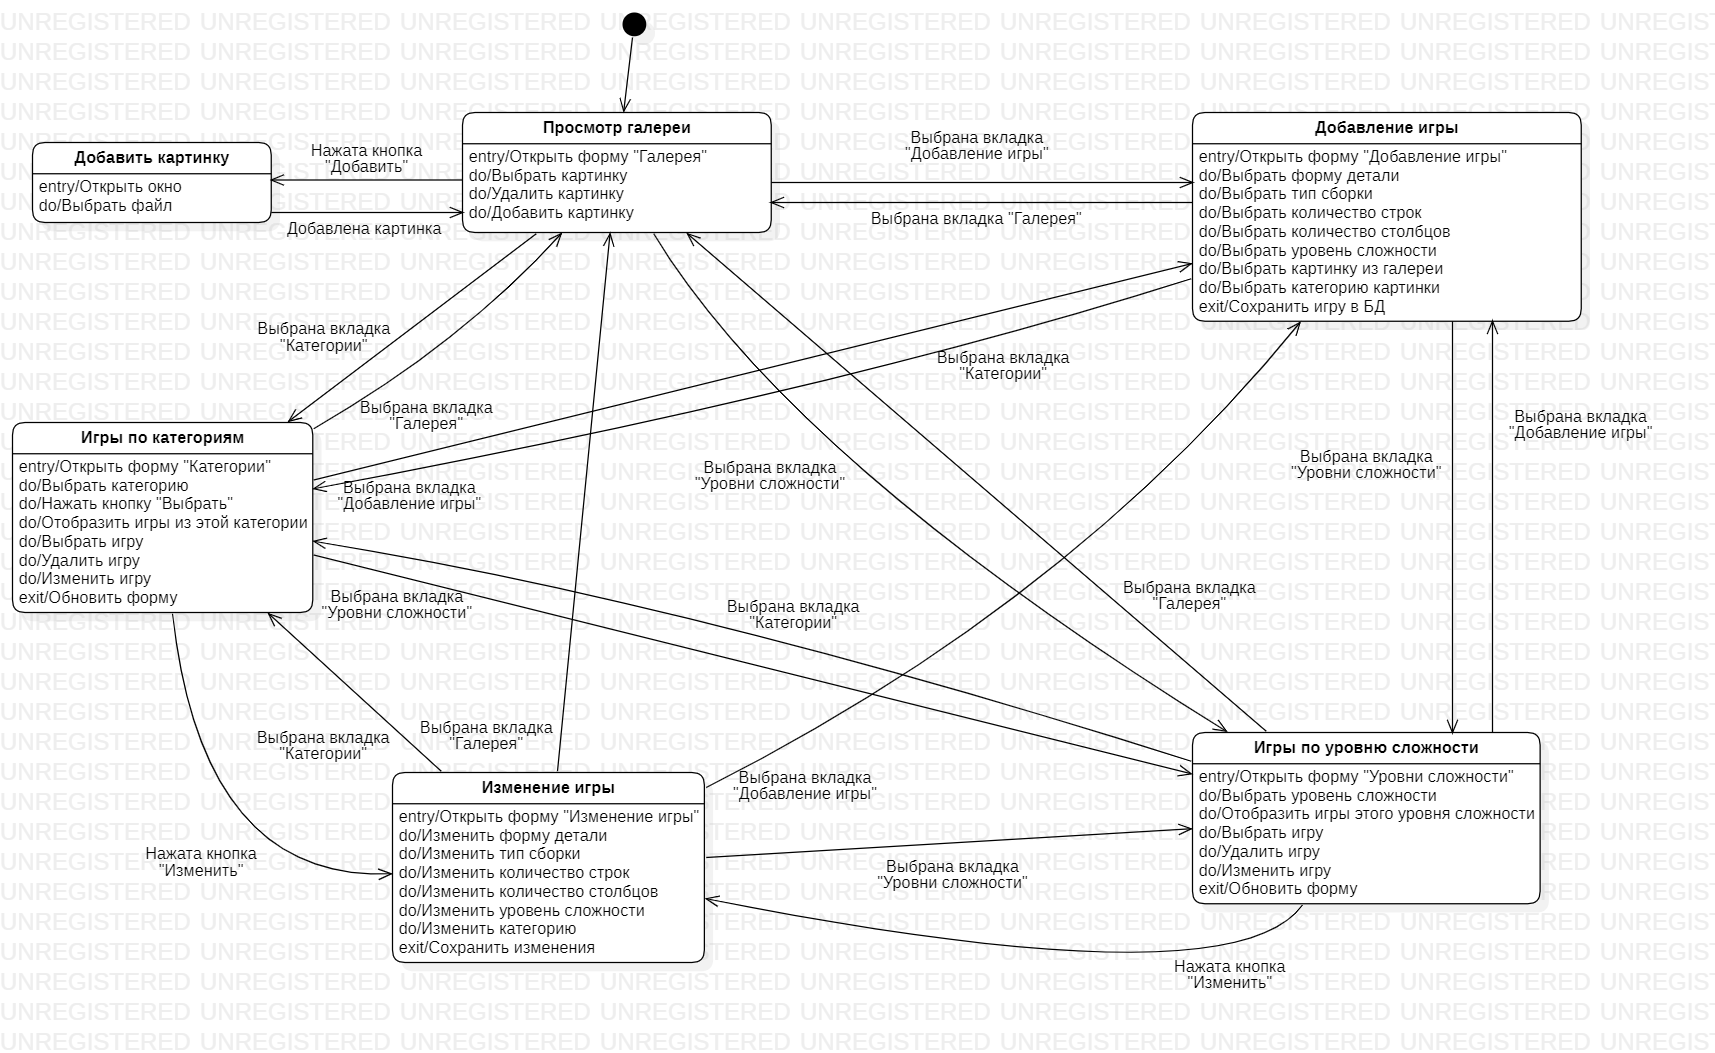 Просмотр галереи
entry/Открыть форму "Галерея"
do/Выбрать картинку
do/Удалить картинку
do/Добавить картинку
Добавить картинку
entry/Открыть окно
do/Выбрать файл
Нажата кнопка
"Добавить"
Добавлена картинка
Выбрана вкладка
"Добавление игры"
Выбрана вкладка "Галерея"
Добавление игры
entry/Открыть форму "Добавление игры"
do/Выбрать форму детали
do/Выбрать тип сборки
do/Выбрать количество строк
do/Выбрать количество столбцов
do/Выбрать уровень сложности
do/Выбрать картинку из галереи
do/Выбрать категорию картинки
exit/Сохранить игру в БД
Выбрана вкладка
"Категории"
Выбрана вкладка
"Галерея"
Выбрана вкладка
"Категории"
Выбрана вкладка
"Добавление игры"
Выбрана вкладка
"Уровни сложности"
Выбрана вкладка
"Уровни сложности"
Выбрана вкладка
"Добавление игры"
Игры по категориям
entry/Открыть форму "Категории"
do/Выбрать категорию
do/Нажать кнопку "Выбрать"
do/Отобразить игры из этой категории
do/Выбрать игру
do/Удалить игру
do/Изменить игру
exit/Обновить форму
Выбрана вкладка
"Уровни сложности"
Выбрана вкладка
"Категории"
Выбрана вкладка
"Галерея"
Выбрана вкладка
"Категории"
Выбрана вкладка
"Галерея"
Выбрана вкладка
"Добавление игры"
Нажата кнопка
"Изменить"
Изменение игры
entry/Открыть форму "Изменение игры"
do/Изменить форму детали
do/Изменить тип сборки
do/Изменить количество строк
do/Изменить количество столбцов
do/Изменить уровень сложности
do/Изменить категорию
exit/Сохранить изменения
Выбрана вкладка
"Уровни сложности"
Игры по уровню сложности
entry/Открыть форму "Уровни сложности"
do/Выбрать уровень сложности
do/Отобразить игры этого уровня сложности
do/Выбрать игру
do/Удалить игру
do/Изменить игру
exit/Обновить форму
Нажата кнопка
"Изменить"
UNREGISTERED